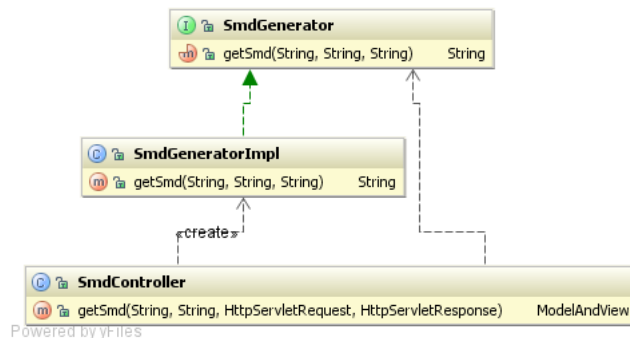 I SmdGenerator
m getSmd(String, String, String) String
C SmdGeneratorImpl
m getSmd(String, String, String) String
«create»
C SmdController
m getSmd(String, String, HttpServletRequest, HttpServletResponse) ModelAndView
Powered by yFiles